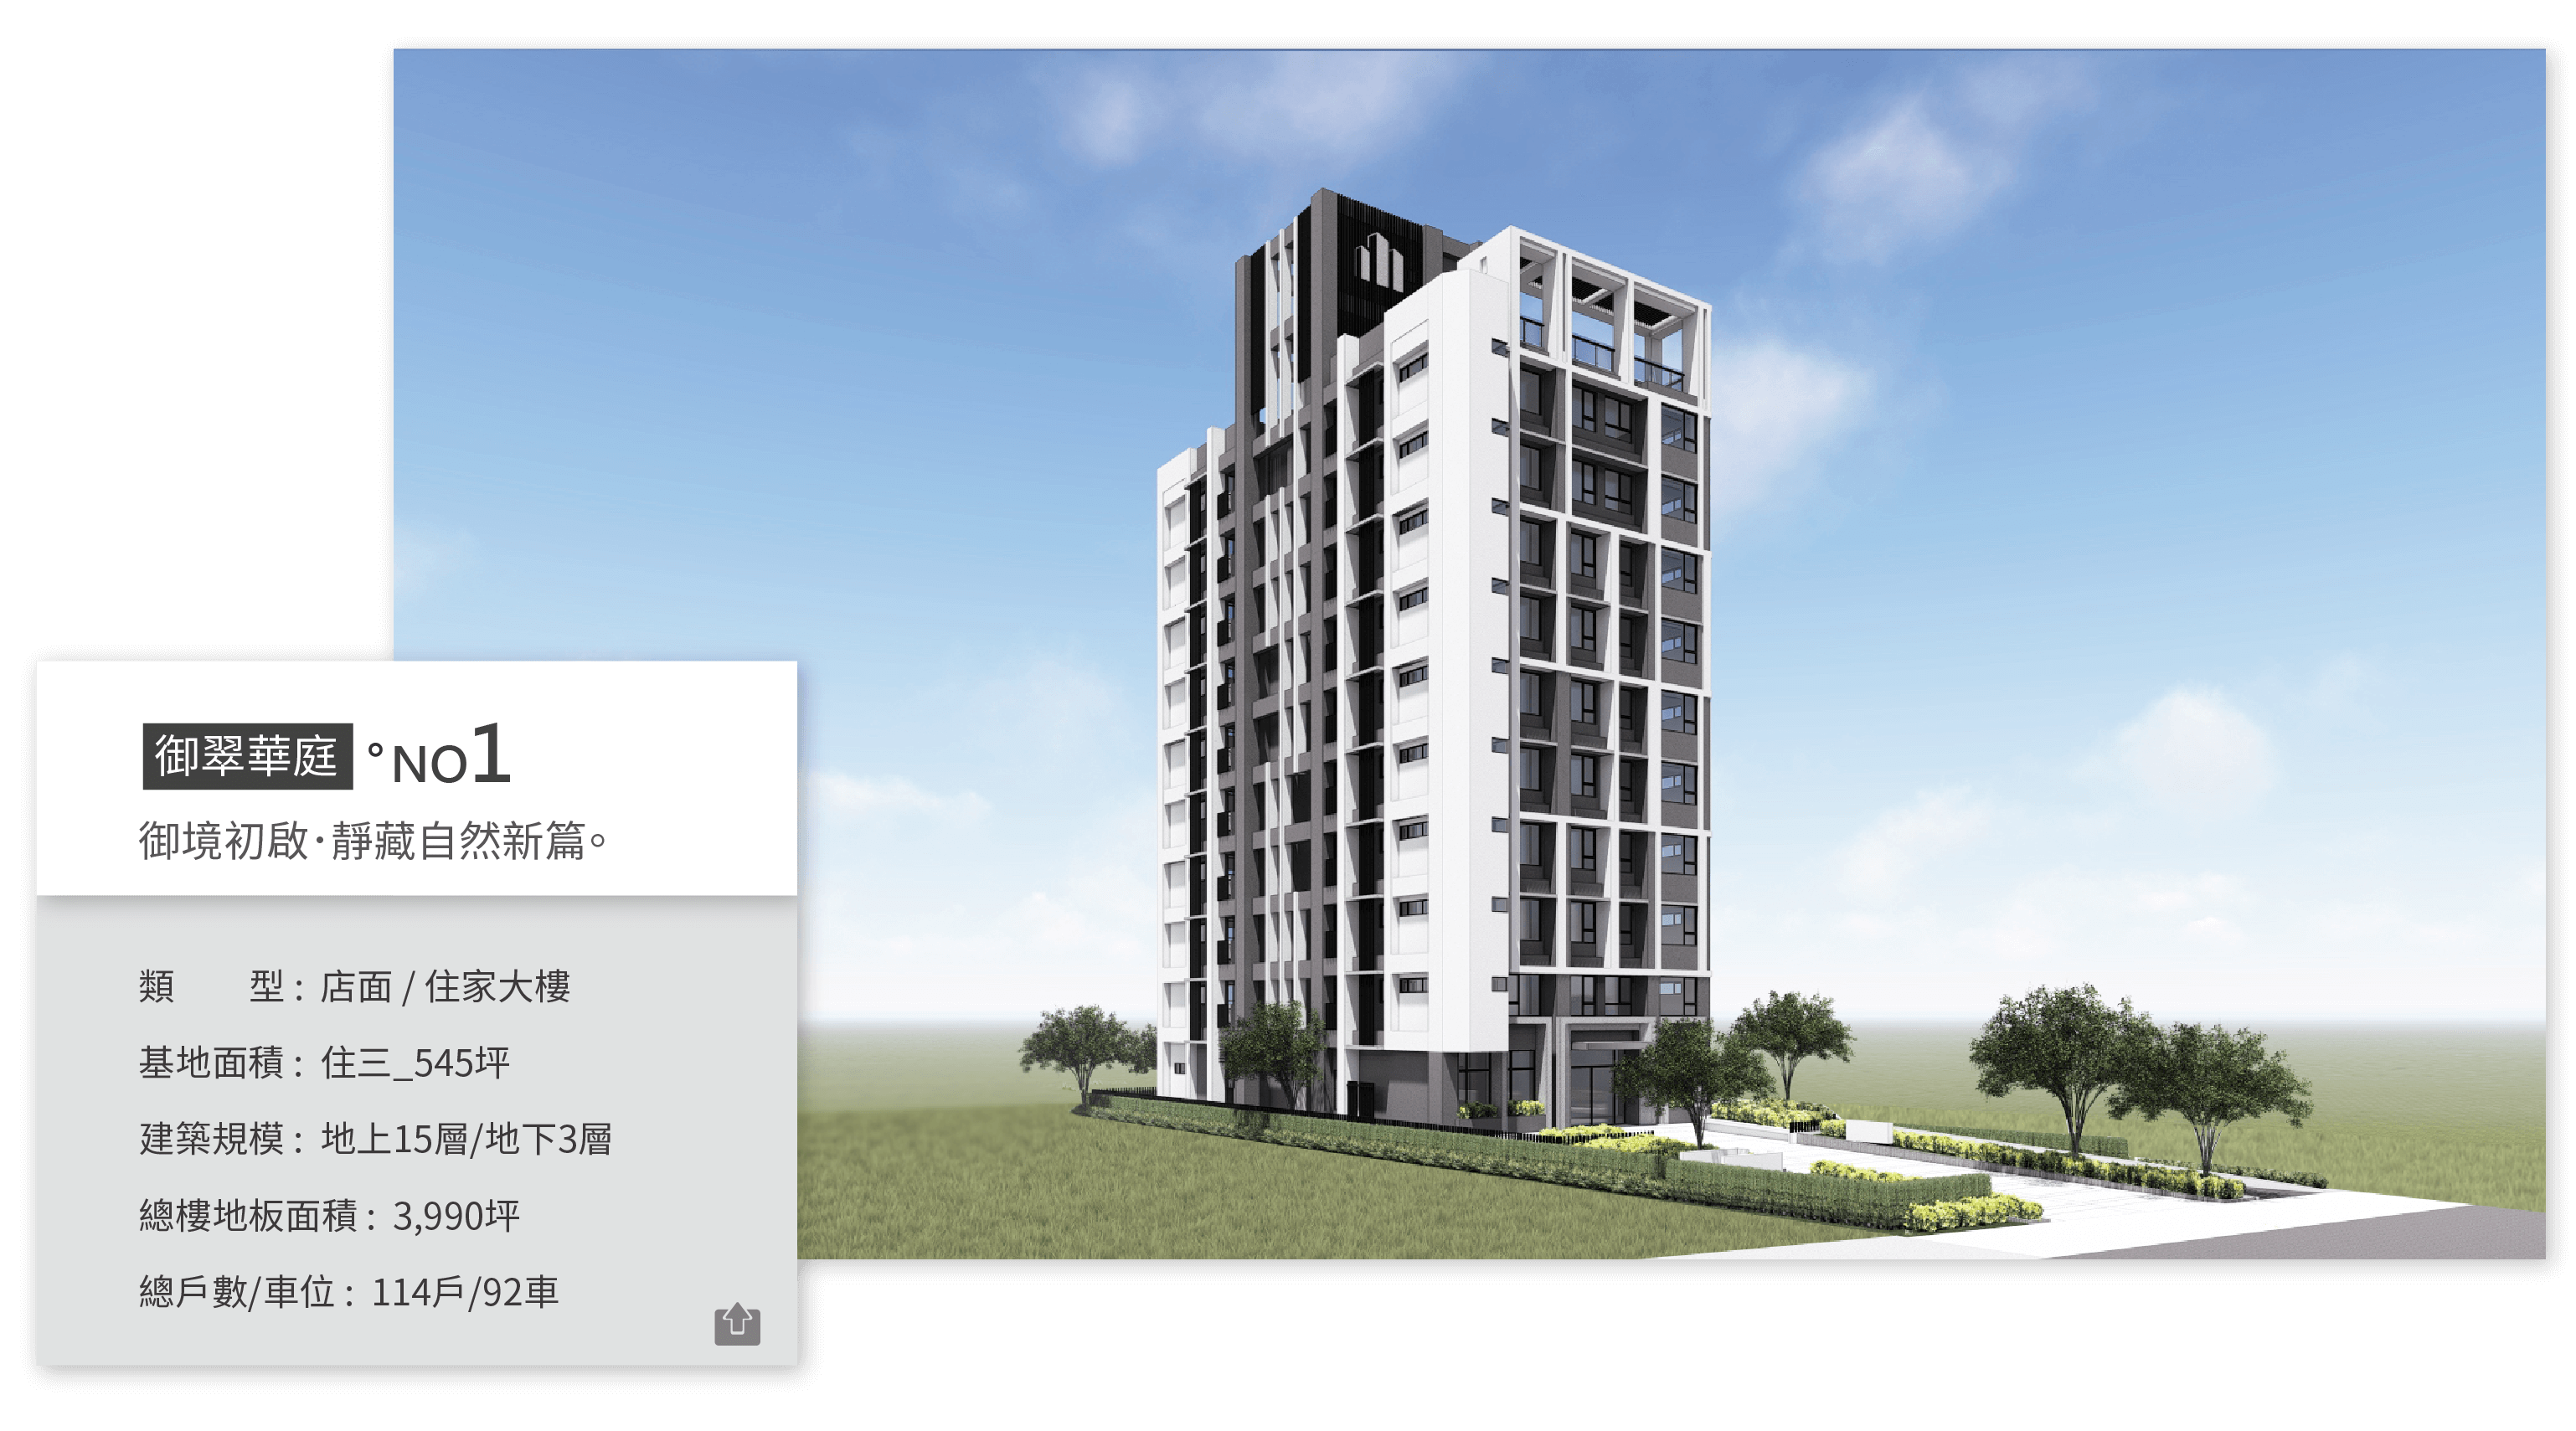 御翠華庭°NO1
御境初啟·靜藏自然新篇。
類　　型：店面 / 住家大樓
基地面積：住三_545坪
建築規模：地上15層/地下3層
總樓地板面積：3,990坪
總戶數/車位：114戶/92車